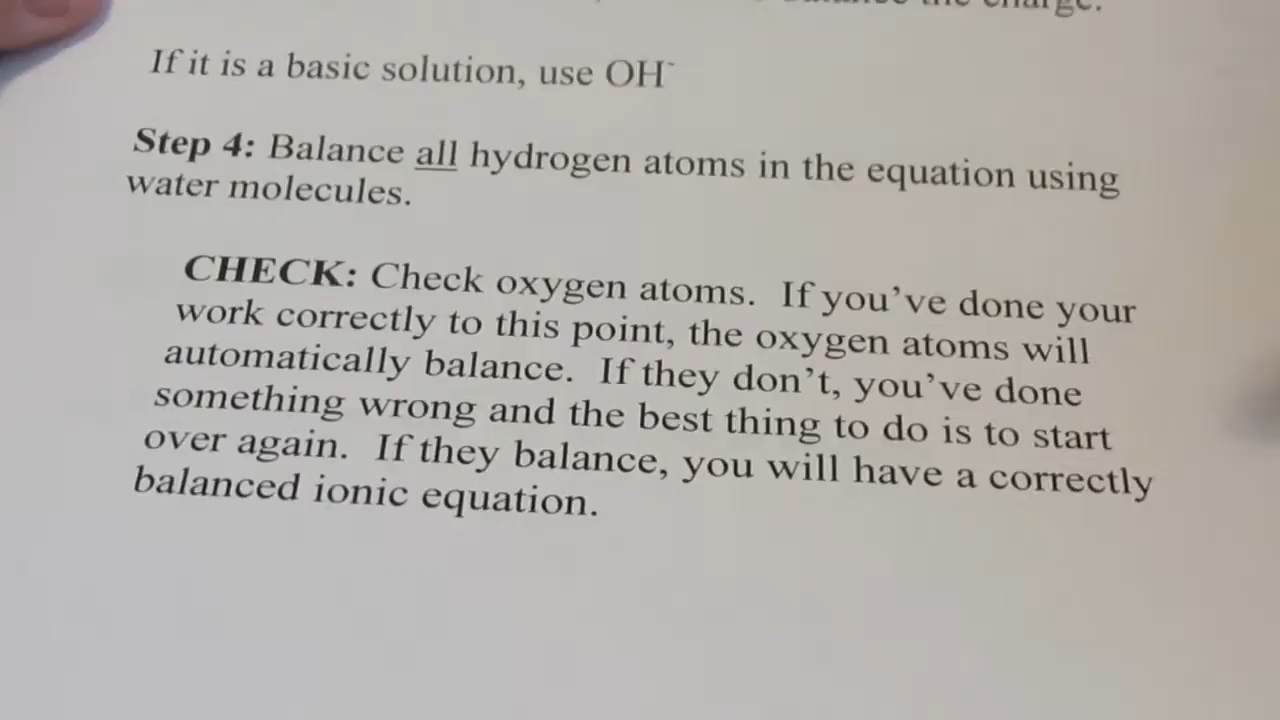 the charge.
If it is a basic solution, use OH⁻
Step 4: Balance all hydrogen atoms in the equation using
water molecules.
CHECK: Check oxygen atoms. If you've done your
work correctly to this point, the oxygen atoms will
automatically balance. If they don't, you've done
something wrong and the best thing to do is to start
over again. If they balance, you will have a correctly
balanced ionic equation.